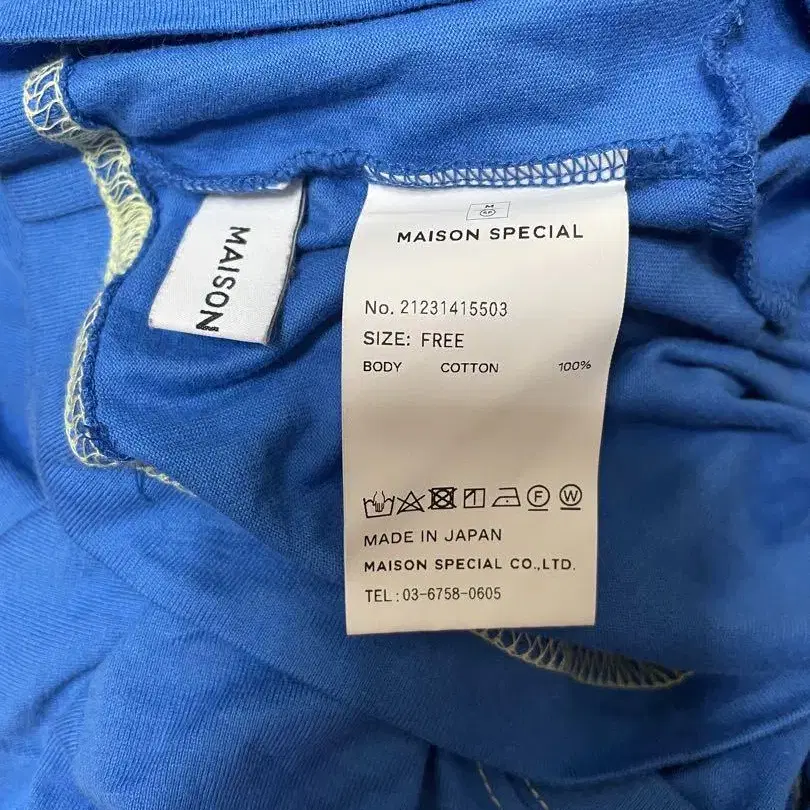 MAISON
M
SP
MAISON SPECIAL
No. 21231415503
SIZE: FREE
BODY COTTON 100%
F W
MADE IN JAPAN
MAISON SPECIAL CO.,LTD.
TEL:03-6758-0605